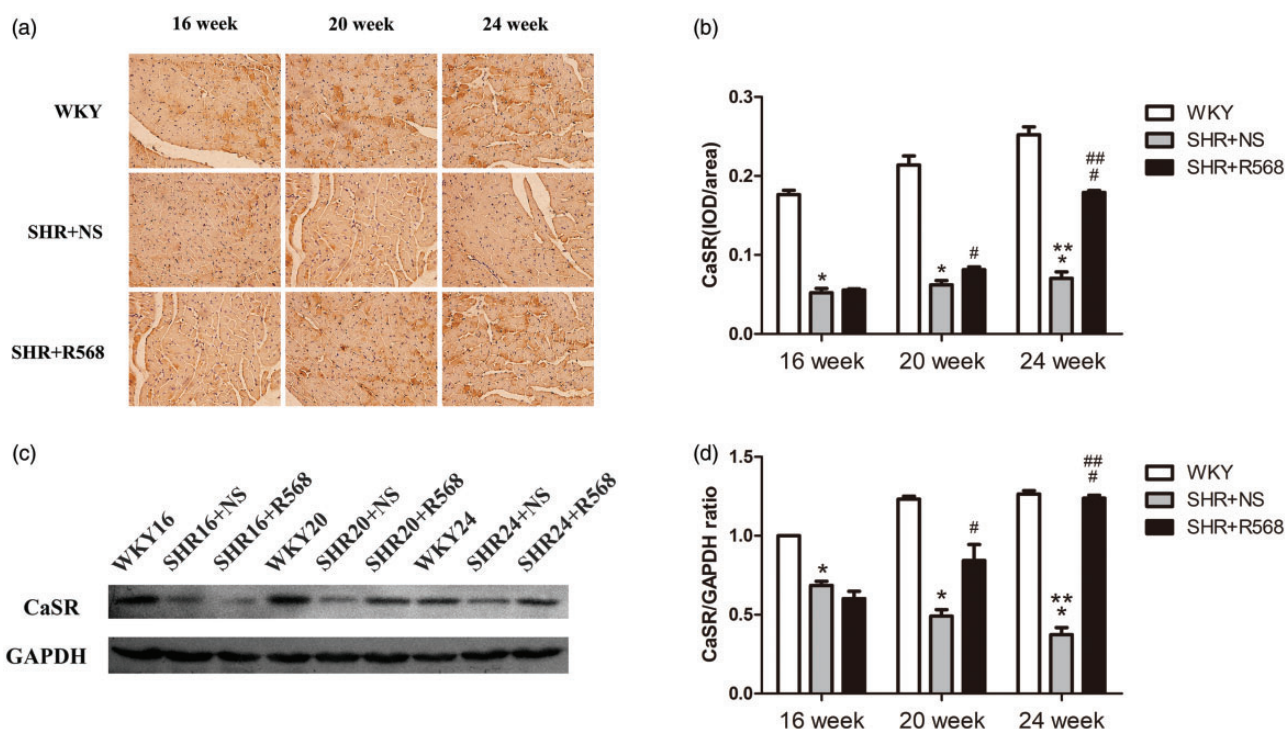 (a)
16 week 20 week 24 week
WKY
SHR+NS
SHR+R568
(b)
CaSR(IOD/area)
0.3
0.2
0.1
0.0
*
*
#
**
*
##
#
16 week 20 week 24 week
WKY
SHR+NS
SHR+R568
(c)
WKY16 SHR16+NS SHR16+R568 WKY20 SHR20+NS SHR20+R568 WKY24 SHR24+NS SHR24+R568
CaSR
GAPDH
(d)
CaSR/GAPDH ratio
1.5
1.0
0.5
0.0
*
*
#
**
*
##
#
16 week 20 week 24 week
WKY
SHR+NS
SHR+R568